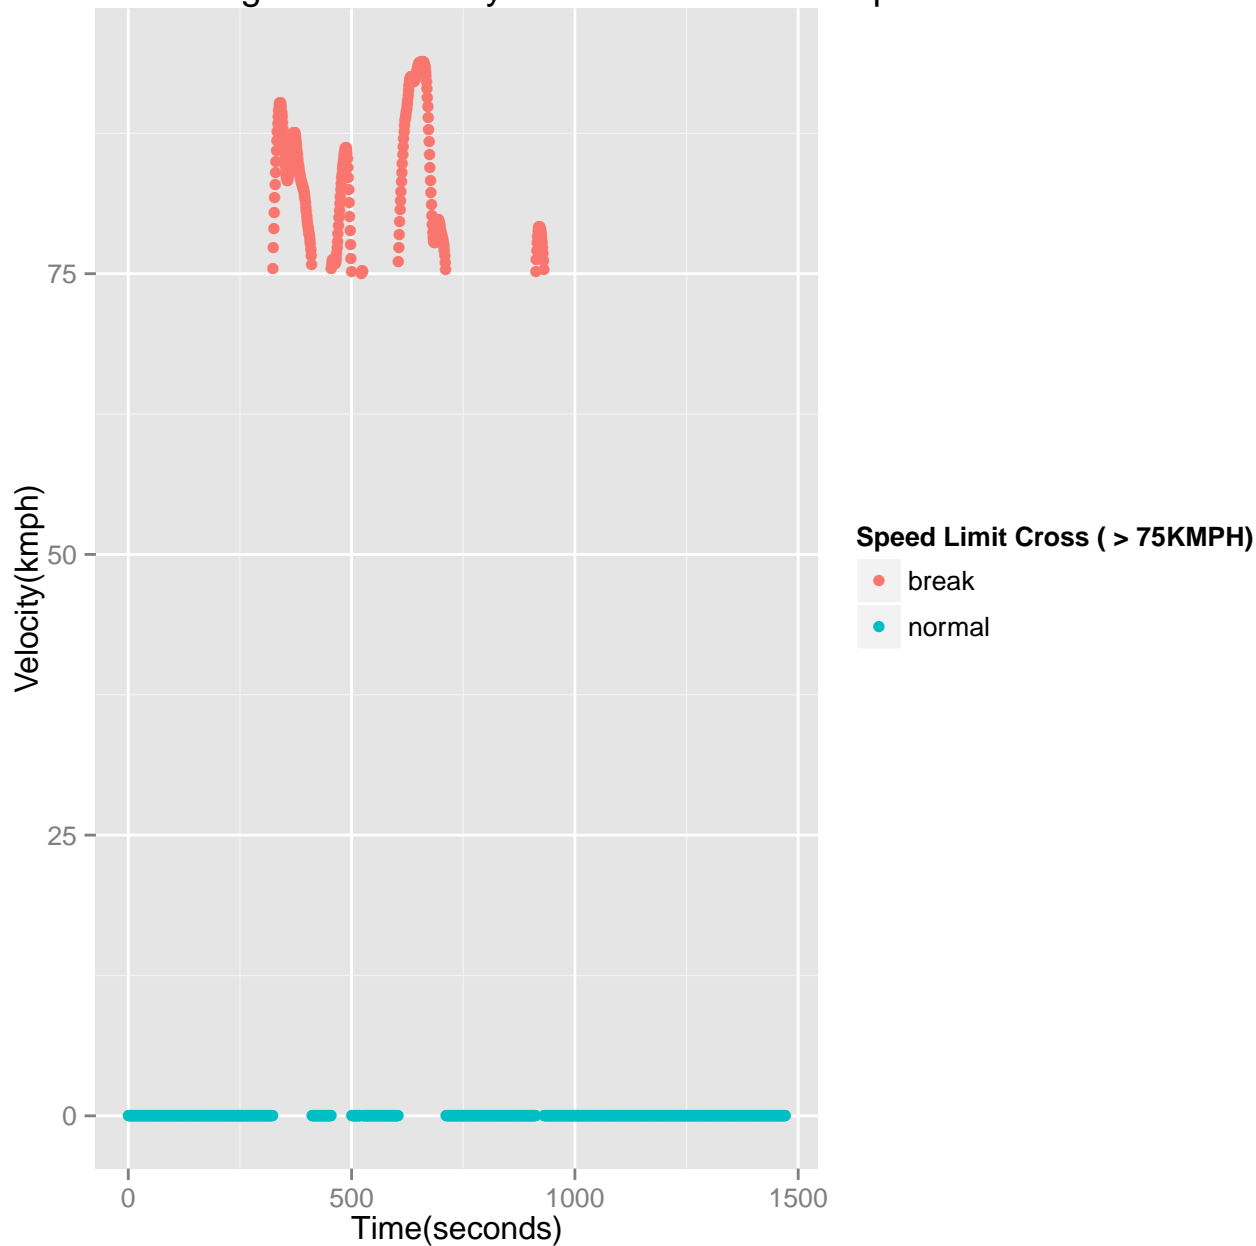 75
50
25
0
Velocity(kmph)
0 500 1000 1500
Time(seconds)
Speed Limit Cross ( > 75KMPH)
break
normal